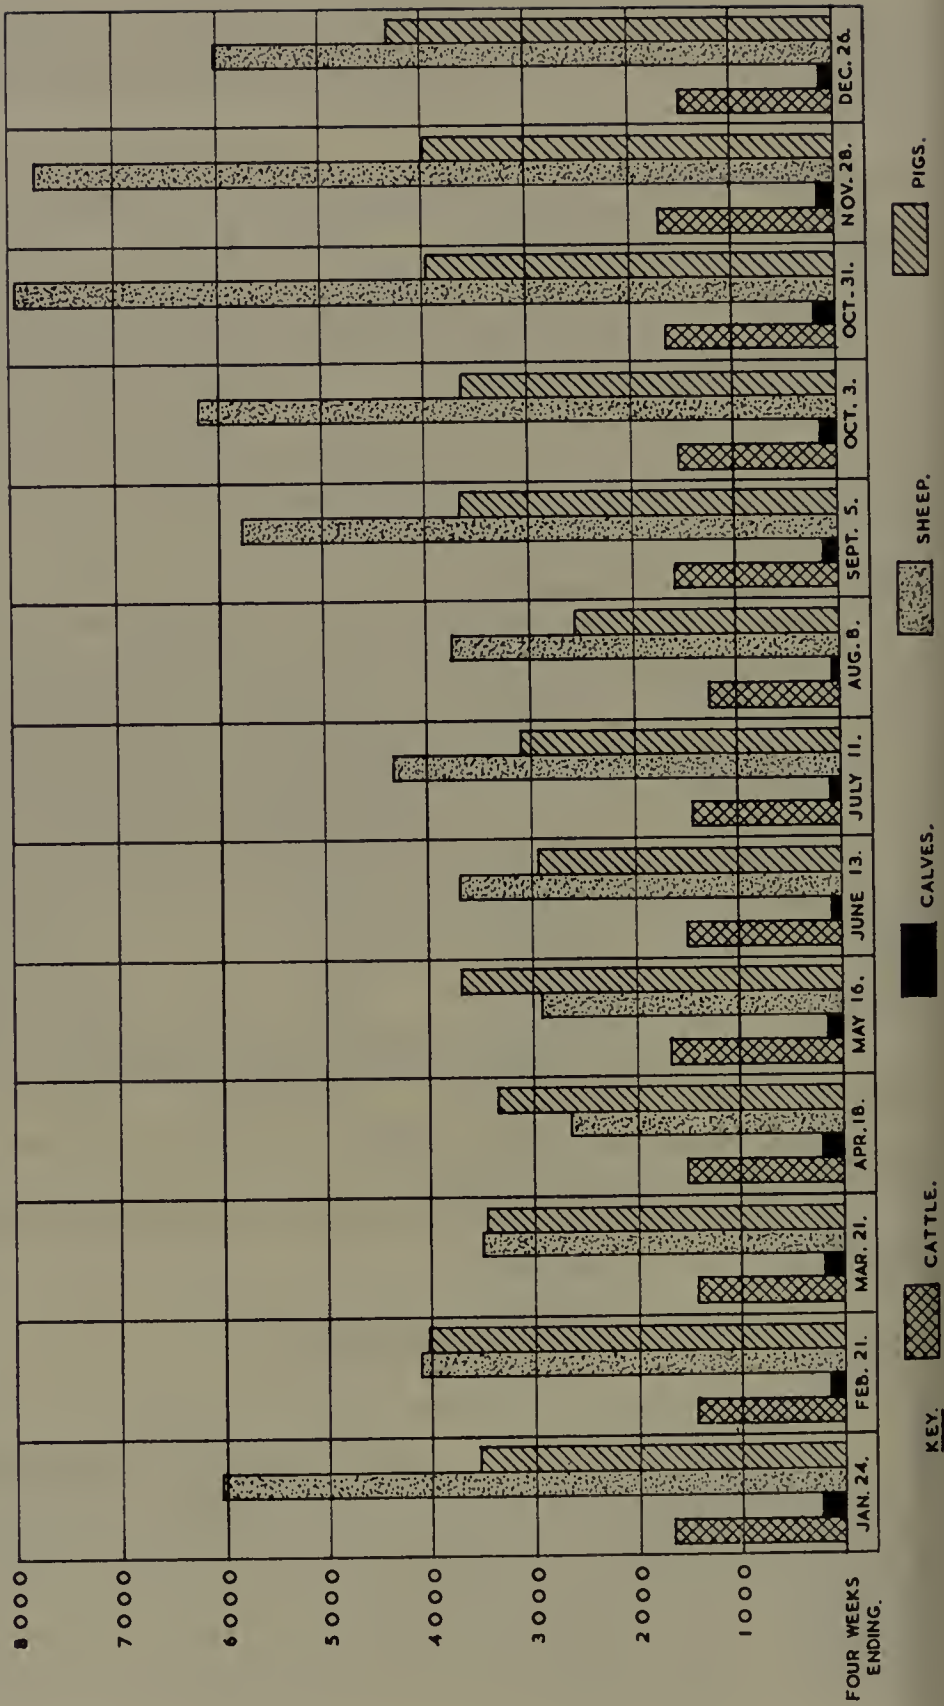 8000
7000
6000
5000
4000
3000
2000
1000
FOUR WEEKS
ENDING.
JAN. 24.
FEB. 21.
MAR. 21.
APR. 18.
MAY 16.
JUNE 13.
JULY 11.
AUG. 8.
SEPT. 5.
OCT. 3.
OCT. 31.
NOV. 28.
DEC. 26.
KEY.
CATTLE.
CALVES.
SHEEP.
PIGS.